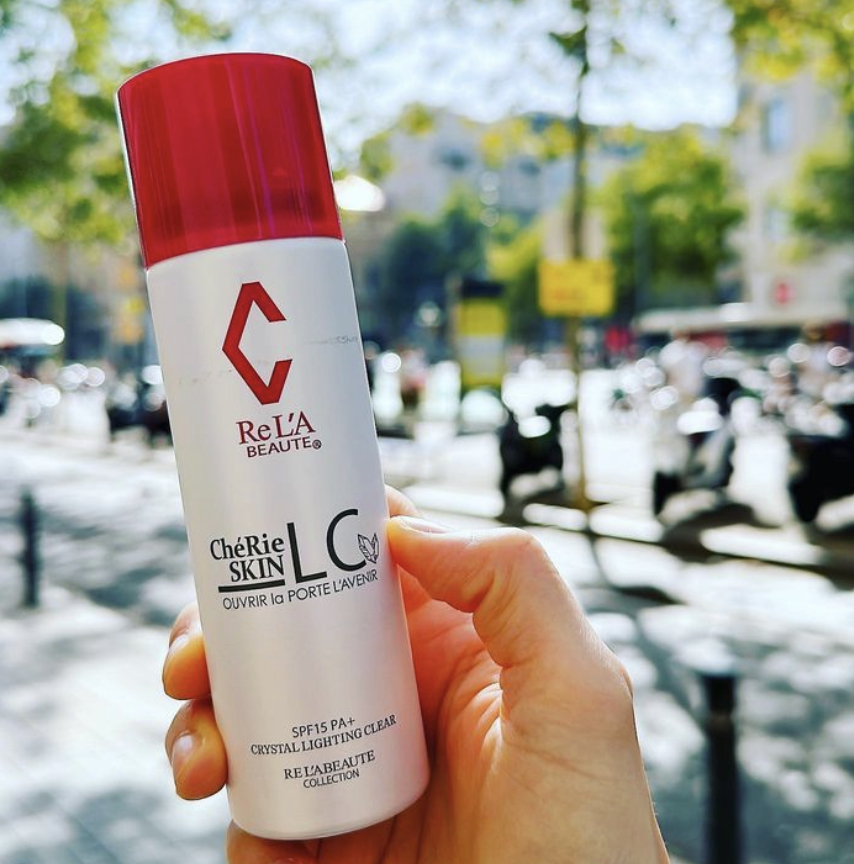 ReL'A
BEAUTE®
ChéRie
SKIN LC
OUVRIR la PORTE L'AVENIR
SPF15 PA+
CRYSTAL LIGHTING CLEAR
RE L'ABEAUTE
COLLECTION